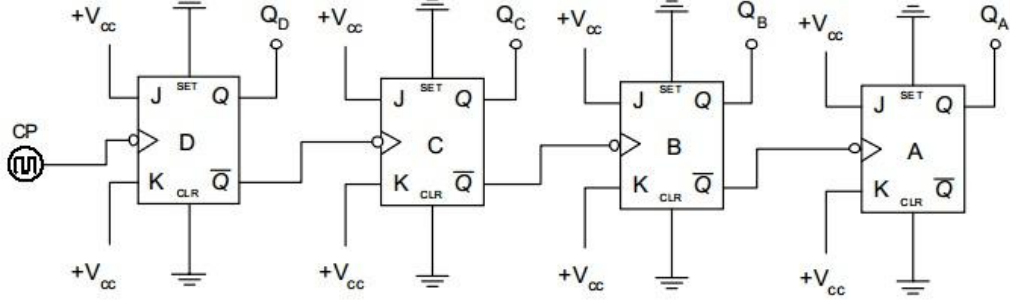 +Vcc QD +Vcc QC +Vcc QB +Vcc QA
J SET Q J SET Q J SET Q J SET Q
CP D C B A
K CLR Q̅ K CLR Q̅ K CLR Q̅ K CLR Q̅
+Vcc +Vcc +Vcc +Vcc